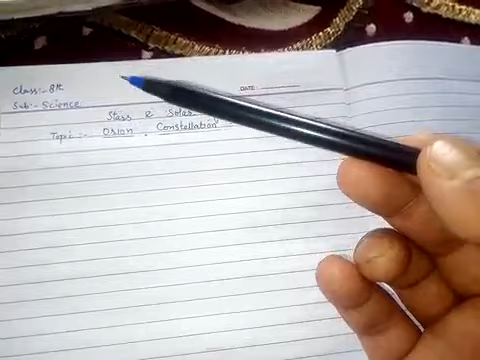 Class:- 8th
DATE:
Sub:- Science
Stars & Solar
Topic:- Orion Constellation